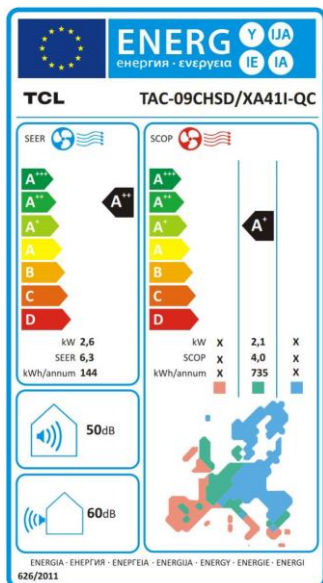 ENERG Y IJA
енергия · ενεργεια IE IA
TCL TAC-09CHSD/XA41I-QC
SEER
A+++
A++
A+
A
B
C
D
A++
kW 2,6
SEER 6,3
kWh/annum 144
SCOP
A+++
A++
A+
A
B
C
D
A+
kW X 2,1 X
SCOP X 4,0 X
kWh/annum X 735 X
50dB
60dB
ENERGIA · ЕНЕРГИЯ · ΕΝΕΡΓΕΙΑ · ENERGIJA · ENERGY · ENERGIE · ENERGI
626/2011